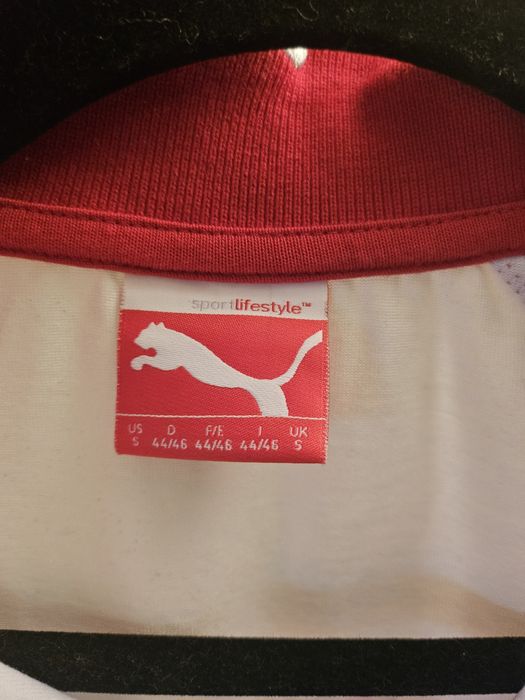 sportlifestyle™
US D F/E I UK
S 44/46 44/46 44/46 S